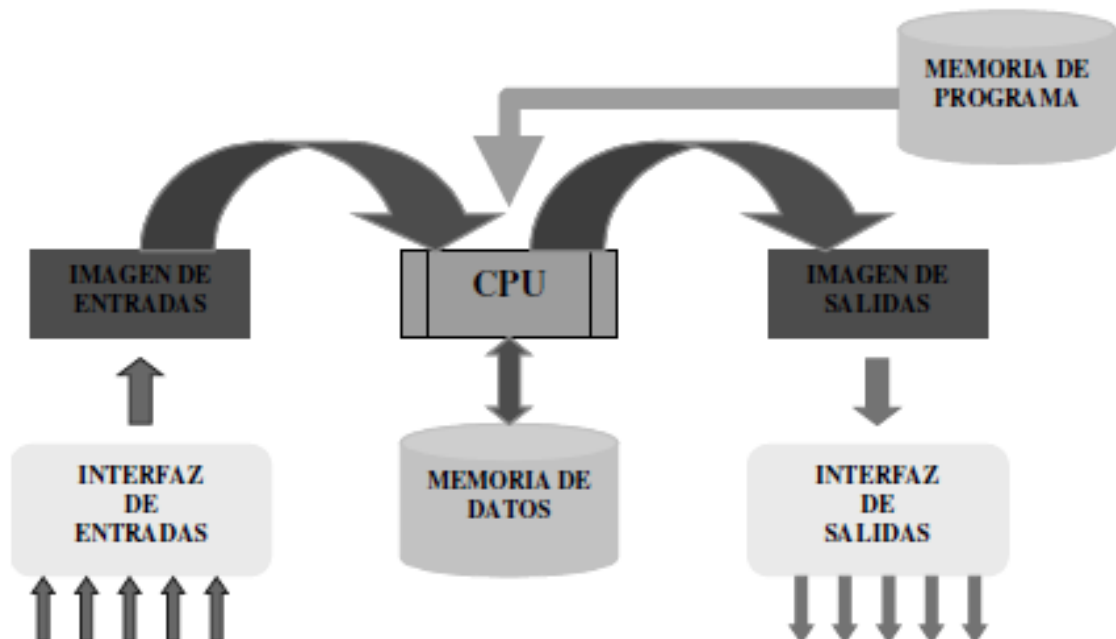 MEMORIA DE
PROGRAMA
IMAGEN DE
ENTRADAS
CPU
IMAGEN DE
SALIDAS
INTERFAZ
DE
ENTRADAS
MEMORIA DE
DATOS
INTERFAZ
DE
SALIDAS